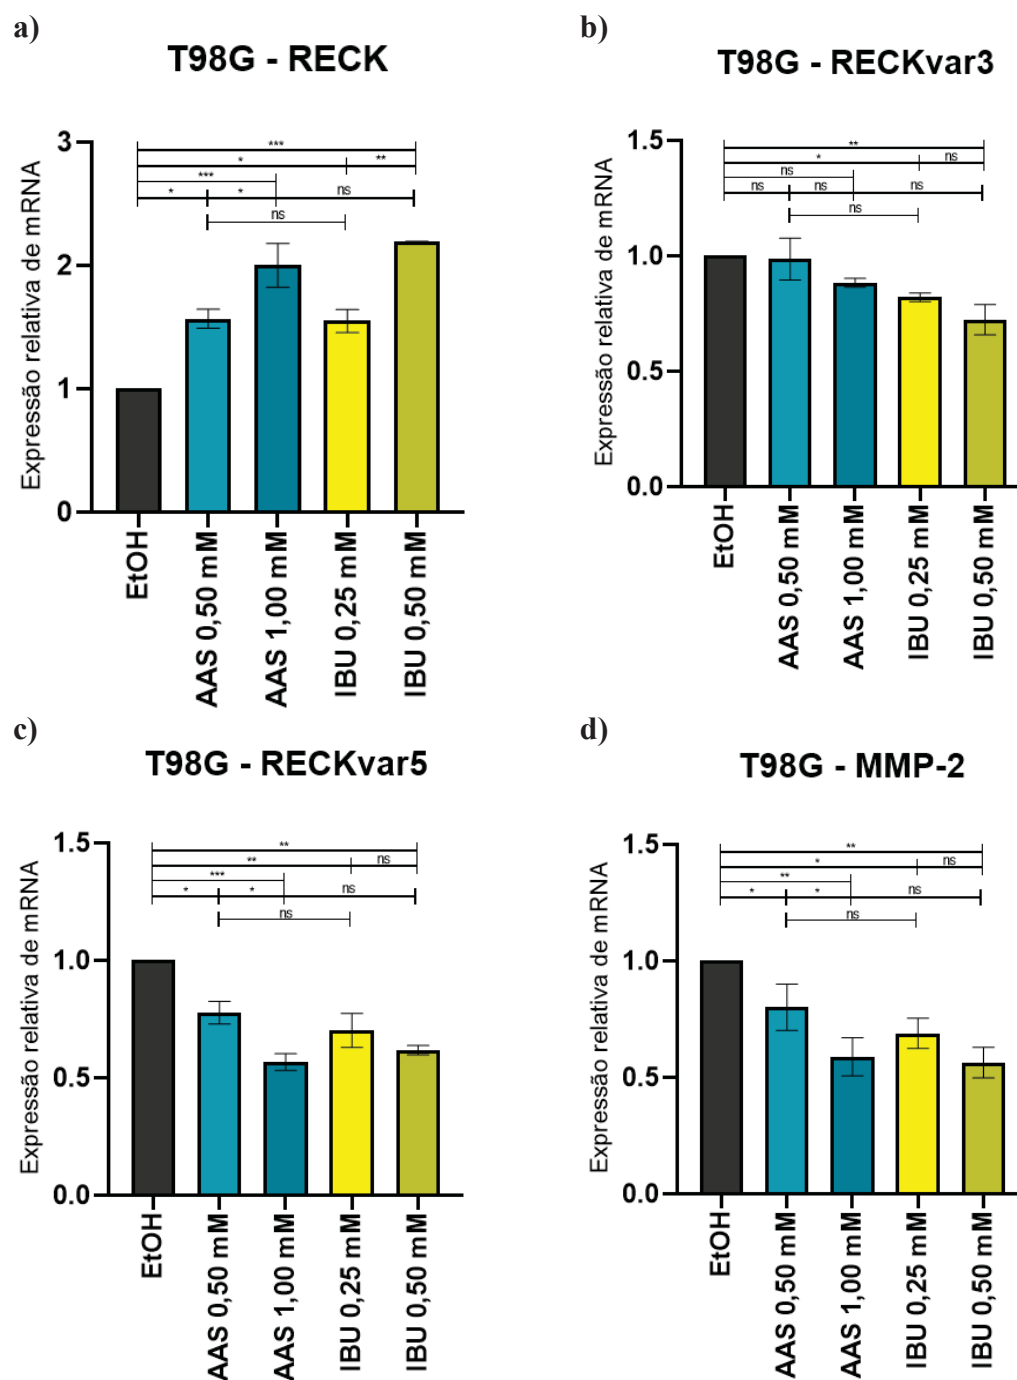 a)
T98G - RECK
Expressão relativa de mRNA
3
2
1
0
***
*
**
***
*
*
ns
ns
EtOH
AAS 0,50 mM
AAS 1,00 mM
IBU 0,25 mM
IBU 0,50 mM
b)
T98G - RECKvar3
Expressão relativa de mRNA
1.5
1.0
0.5
0.0
**
*
ns
ns
ns
ns
ns
ns
EtOH
AAS 0,50 mM
AAS 1,00 mM
IBU 0,25 mM
IBU 0,50 mM
c)
T98G - RECKvar5
Expressão relativa de mRNA
1.5
1.0
0.5
0.0
**
**
ns
***
*
*
ns
ns
EtOH
AAS 0,50 mM
AAS 1,00 mM
IBU 0,25 mM
IBU 0,50 mM
d)
T98G - MMP-2
Expressão relativa de mRNA
1.5
1.0
0.5
0.0
**
*
ns
**
*
*
ns
ns
EtOH
AAS 0,50 mM
AAS 1,00 mM
IBU 0,25 mM
IBU 0,50 mM